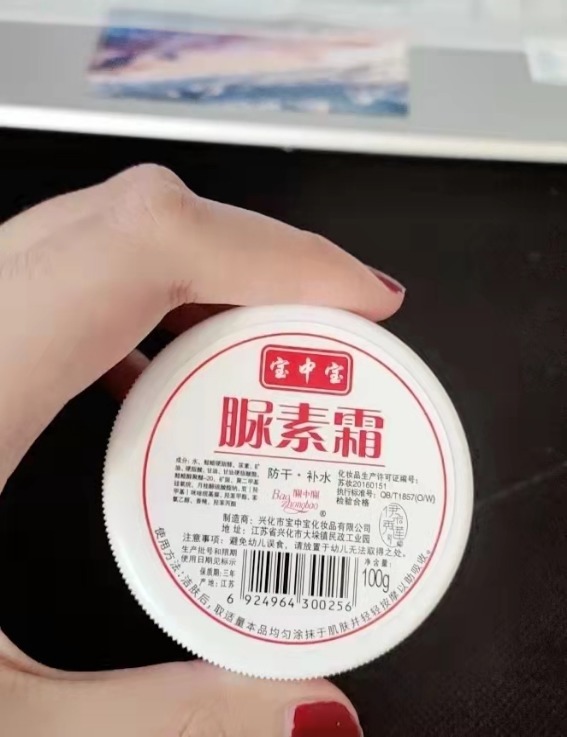 宝中宝
脲素霜
防干·补水
化妆品生产许可证编号:
苏妆20160151
执行标准号: QB/T1857(O/W)
检验合格
Bao zhongbao
®
制造商: 兴化市宝中宝化妆品有限公司
地 址: 江苏省兴化市大垛镇民政工业园
注意事项: 避免幼儿误食, 请放置于幼儿无法取得之处。
生产批号和限期
使用日期见标示
保质期: 三年
产地: 江苏
净含量:
100g
6 924964 300256
使用方法: 洁肤后, 取适量本品均匀涂抹于肌肤并轻轻按摩以助吸收。